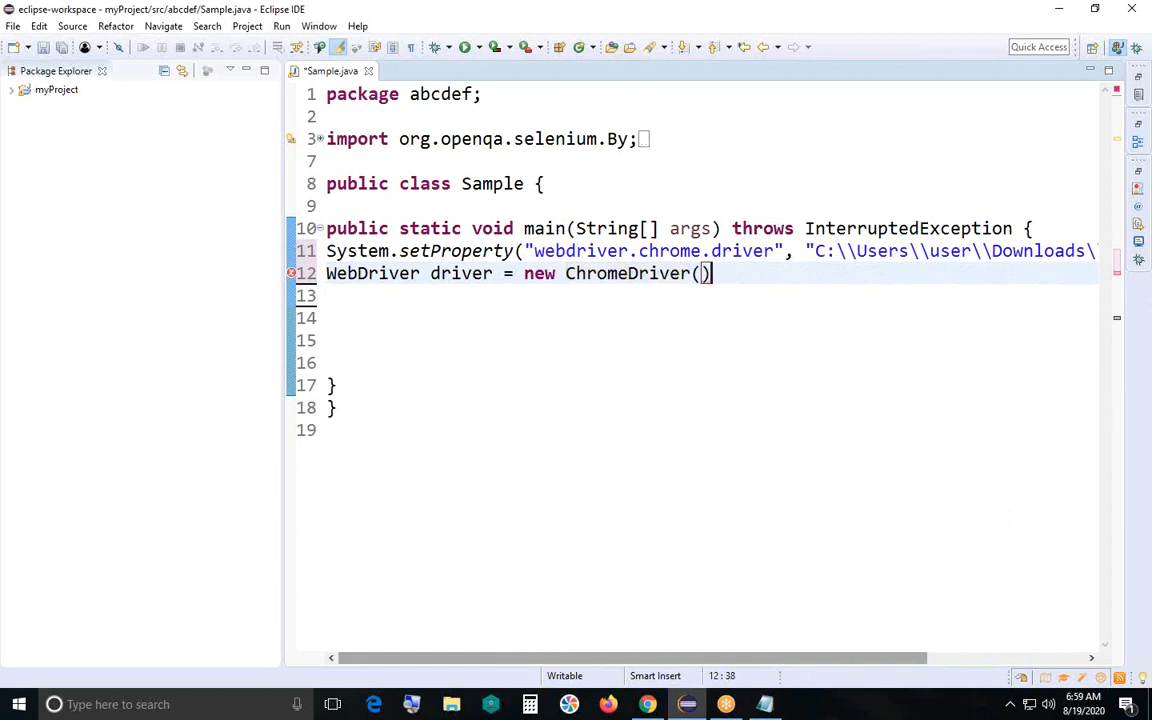 eclipse-workspace - myProject/src/abcdef/Sample.java - Eclipse IDE
File Edit Source Refactor Navigate Search Project Run Window Help
Quick Access
Package Explorer
*Sample.java
myProject
1 package abcdef;
2
3 import org.openqa.selenium.By;
7
8 public class Sample {
9
10 public static void main(String[] args) throws InterruptedException {
11 System.setProperty("webdriver.chrome.driver", "C:\\Users\\user\\Downloads\
12 WebDriver driver = new ChromeDriver()
13
14
15
16
17 }
18 }
19
Writable Smart Insert 12 : 38
Type here to search
6:59 AM
8/19/2020
1